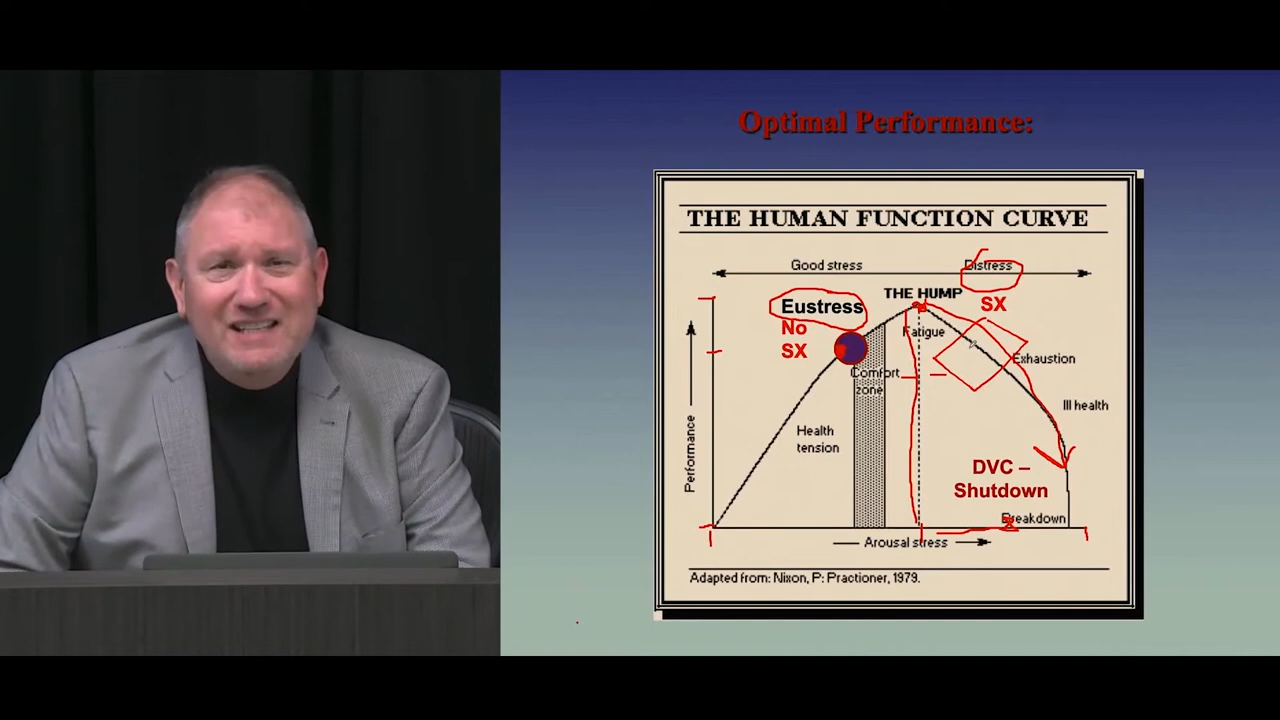 Optimal Performance:
THE HUMAN FUNCTION CURVE
Good stress
Distress
THE HUMP
Eustress
SX
No
SX
Fatigue
Comfort
zone
Exhaustion
Ill health
Health
tension
Performance
DVC –
Shutdown
Breakdown
Arousal stress
Adapted from: Nixon, P: Practioner, 1979.